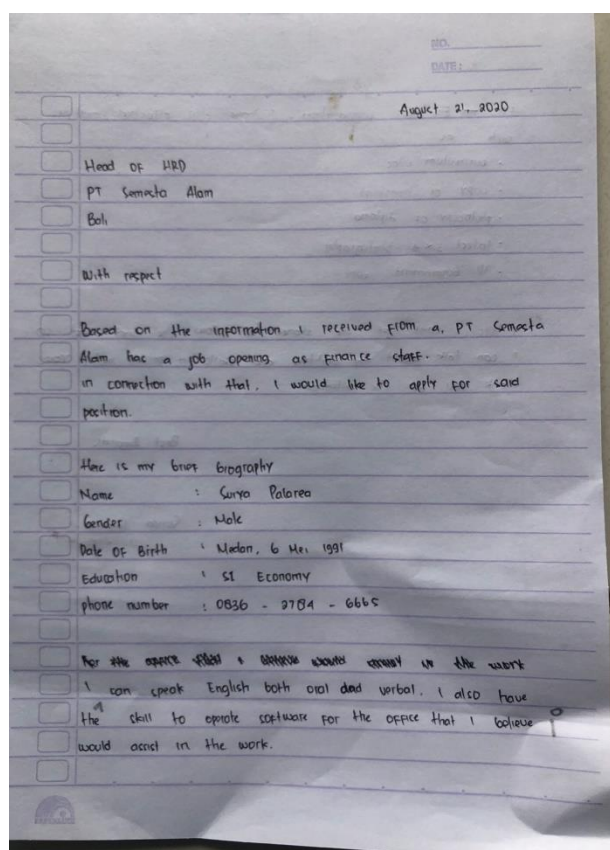 NO.
DATE:
August 21, 2020
Head OF HRD
PT Semesta Alam
Bali
With respect
Based on the information I received from a, PT Semesta
Alam has a job opening as finance staff.
in connection with that, I would like to apply for said
position.
Here is my brief biography
Name : Surya Palarea
Gender : Male
Date OF Birth : Medan, 6 Mei 1991
Education : S1 Economy
phone number : 0836 - 2784 - 6665
I can speak English both oral dad verbal. I also have
the skill to operate software for the office that I believe
would assist in the work.